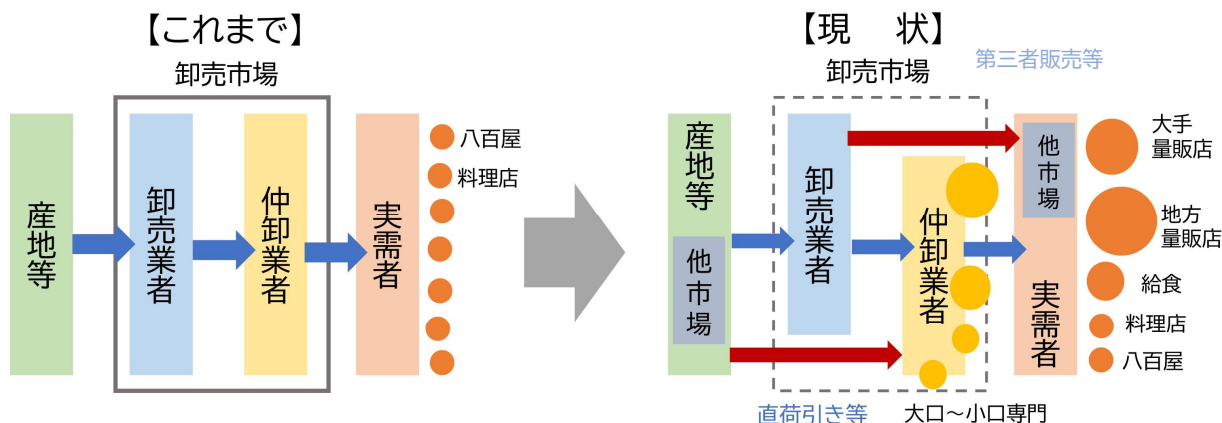 【これまで】
卸売市場
産地等
卸売業者
仲卸業者
実需者
八百屋
料理店
【現　状】
卸売市場
第三者販売等
産地等
他市場
卸売業者
仲卸業者
他市場
実需者
大手
量販店
地方
量販店
給食
料理店
八百屋
直荷引き等
大口～小口専門